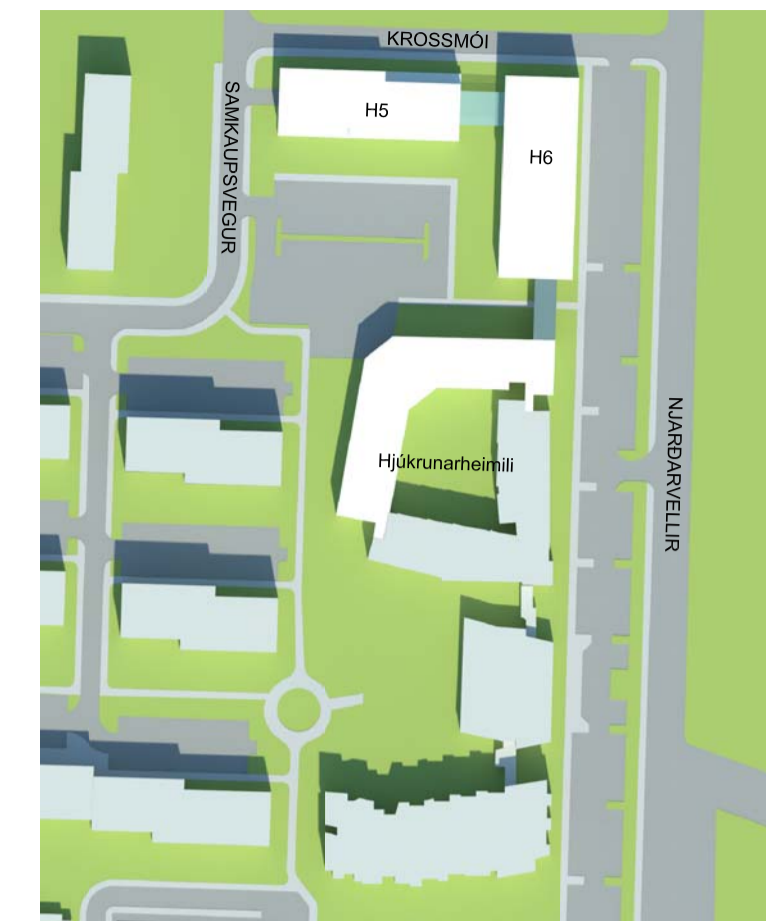 KROSSMÓI
SAMKAUPSVEGUR
H5
H6
Hjúkrunarheimili
NJARÐARVELLIR